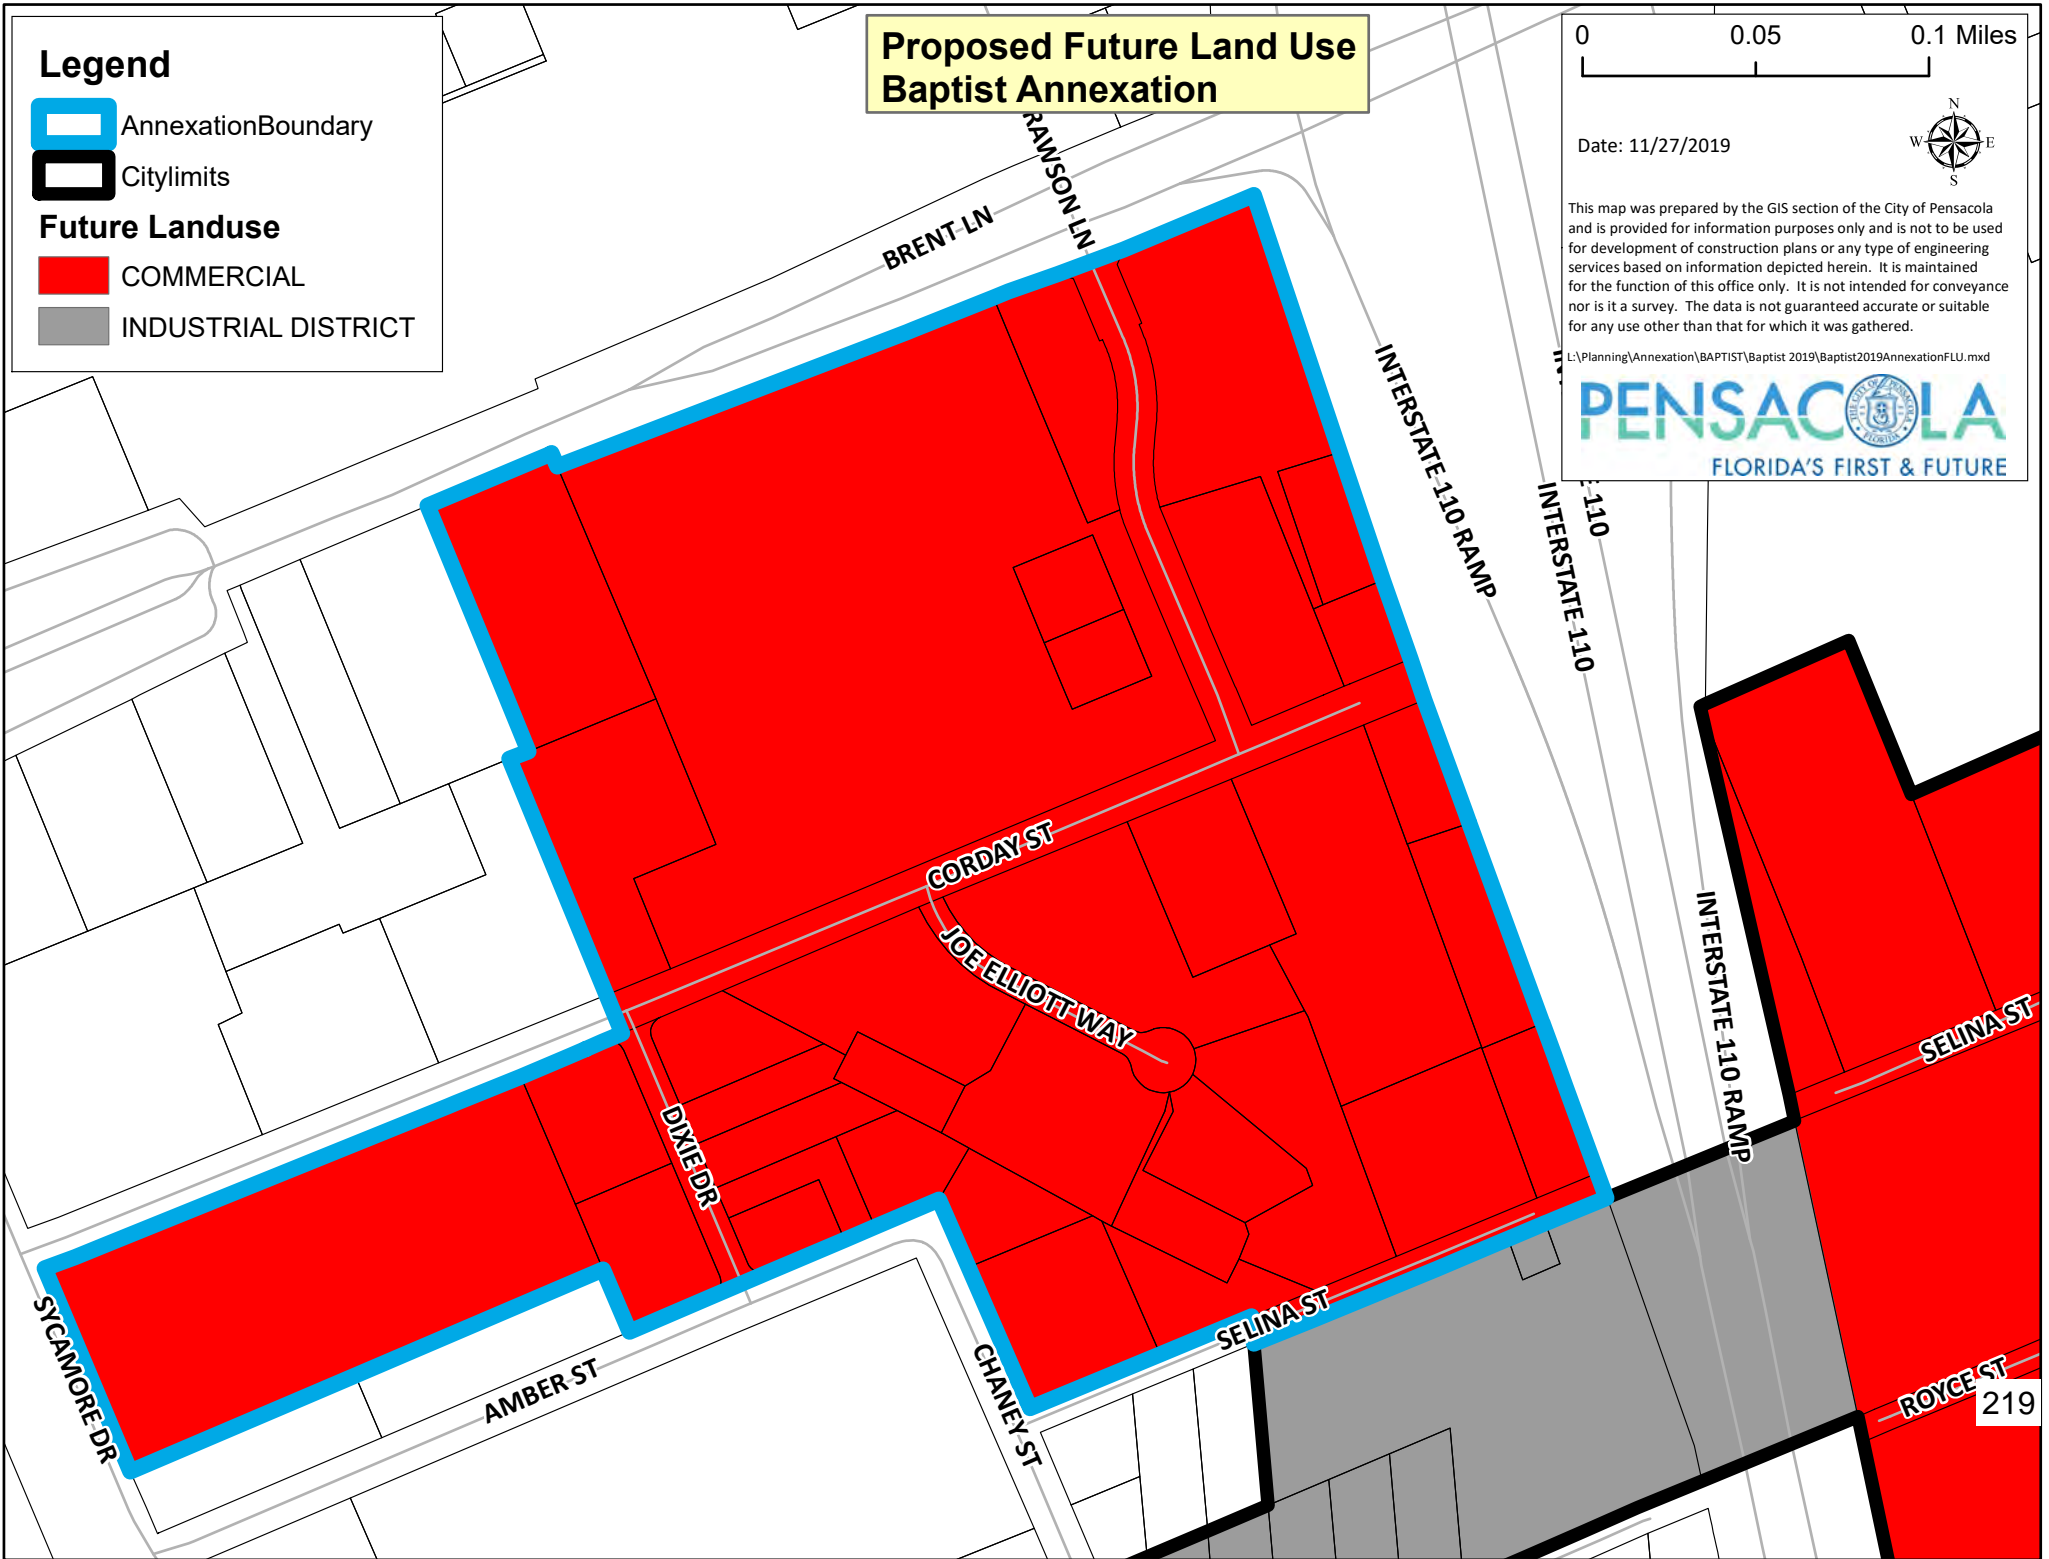 Legend
AnnexationBoundary
Citylimits
Future Landuse
COMMERCIAL
INDUSTRIAL DISTRICT
Proposed Future Land Use
Baptist Annexation
0 0.05 0.1 Miles
N
W E
S
Date: 11/27/2019
This map was prepared by the GIS section of the City of Pensacola
and is provided for information purposes only and is not to be used
for development of construction plans or any type of engineering
services based on information depicted herein. It is maintained
for the function of this office only. It is not intended for conveyance
nor is it a survey. The data is not guaranteed accurate or suitable
for any use other than that for which it was gathered.
L:\Planning\Annexation\BAPTIST\Baptist 2019\Baptist2019AnnexationFLU.mxd
PENSACOLA
FLORIDA'S FIRST & FUTURE
RAWSON LN
BRENT LN
INTERSTATE 110 RAMP
INTERSTATE 110
E 110
CORDAY ST
JOE ELLIOTT WAY
INTERSTATE 110 RAMP
SELINA ST
DIXIE DR
SYCAMORE DR
AMBER ST
CHANEY ST
SELINA ST
ROYCE ST
219